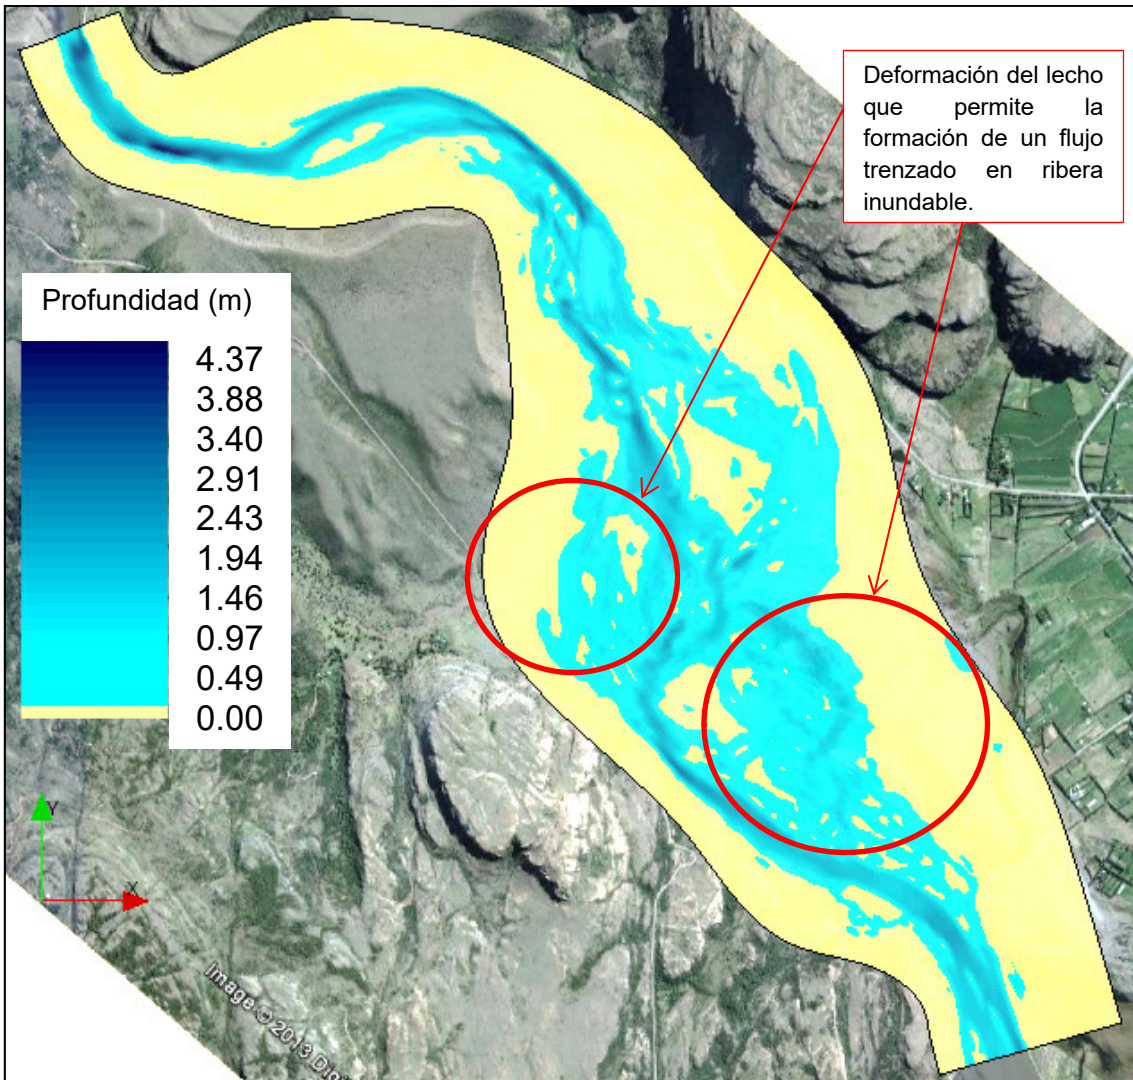 Deformación del lecho
que permite la
formación de un flujo
trenzado en ribera
inundable.
Profundidad (m)
4.37
3.88
3.40
2.91
2.43
1.94
1.46
0.97
0.49
0.00
Y
X
Image © 2013 Digi